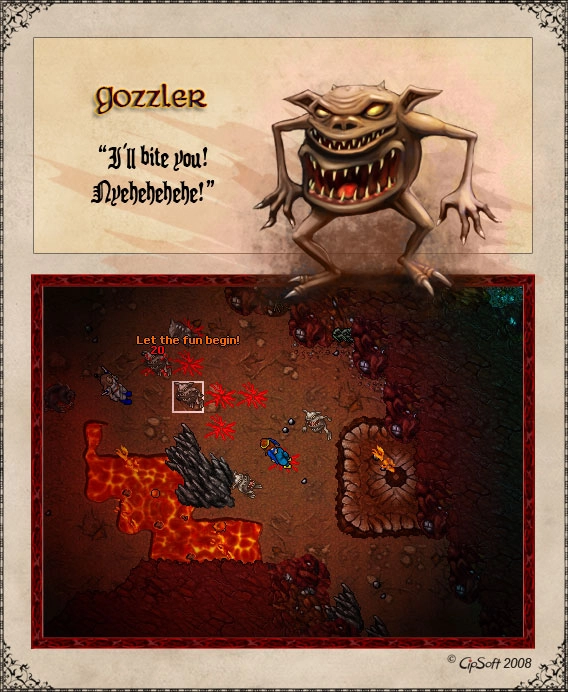 Gozzler
“I'll bite you!
Nyehehehehe!”
Let the fun begin!
20
© CipSoft 2008